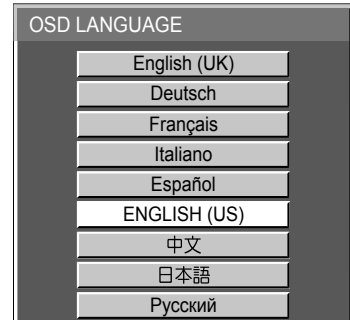 OSD LANGUAGE
English (UK)
Deutsch
Français
Italiano
Español
ENGLISH (US)
中文
日本語
Русский